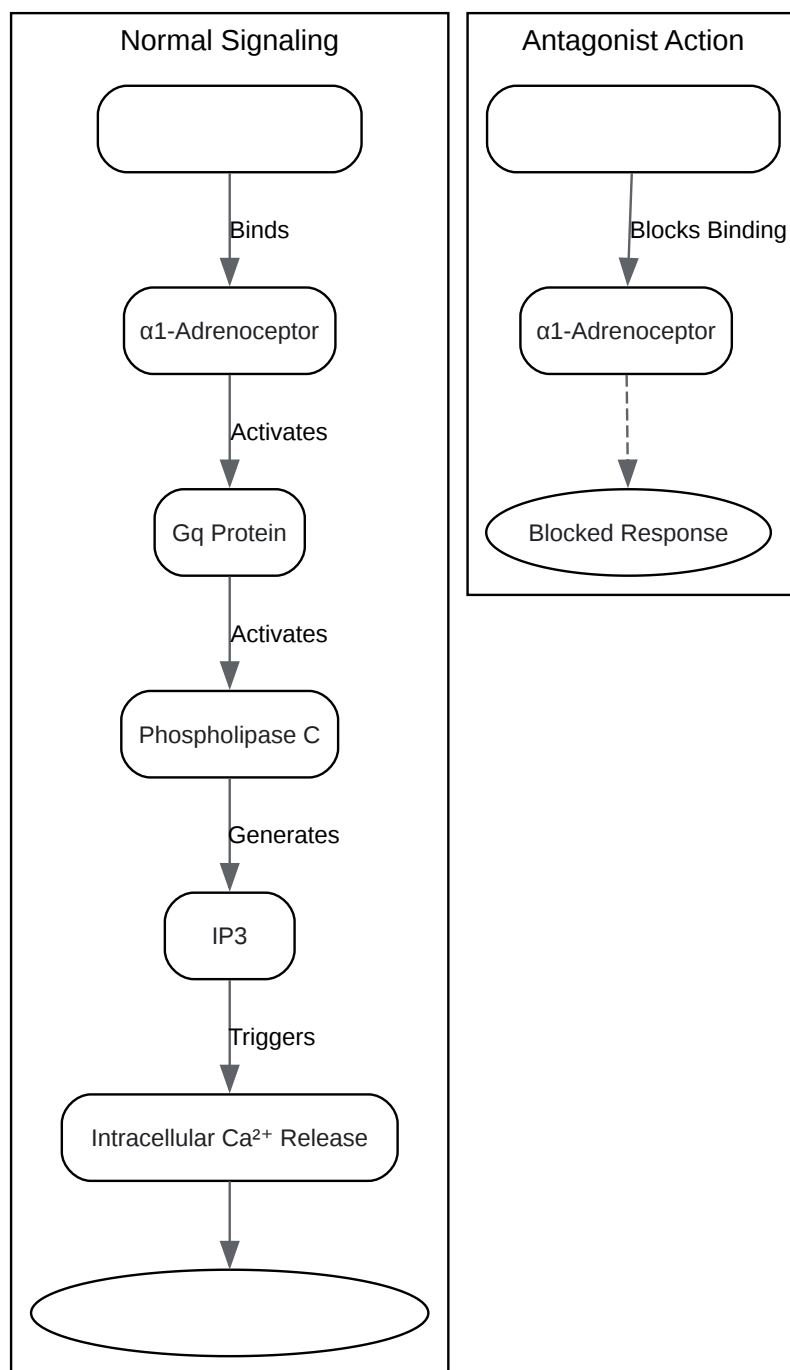 Normal Signaling
Binds
α1-Adrenoceptor
Activates
Gq Protein
Activates
Phospholipase C
Generates
IP3
Triggers
Intracellular Ca²⁺ Release
Antagonist Action
Blocks Binding
α1-Adrenoceptor
Blocked Response